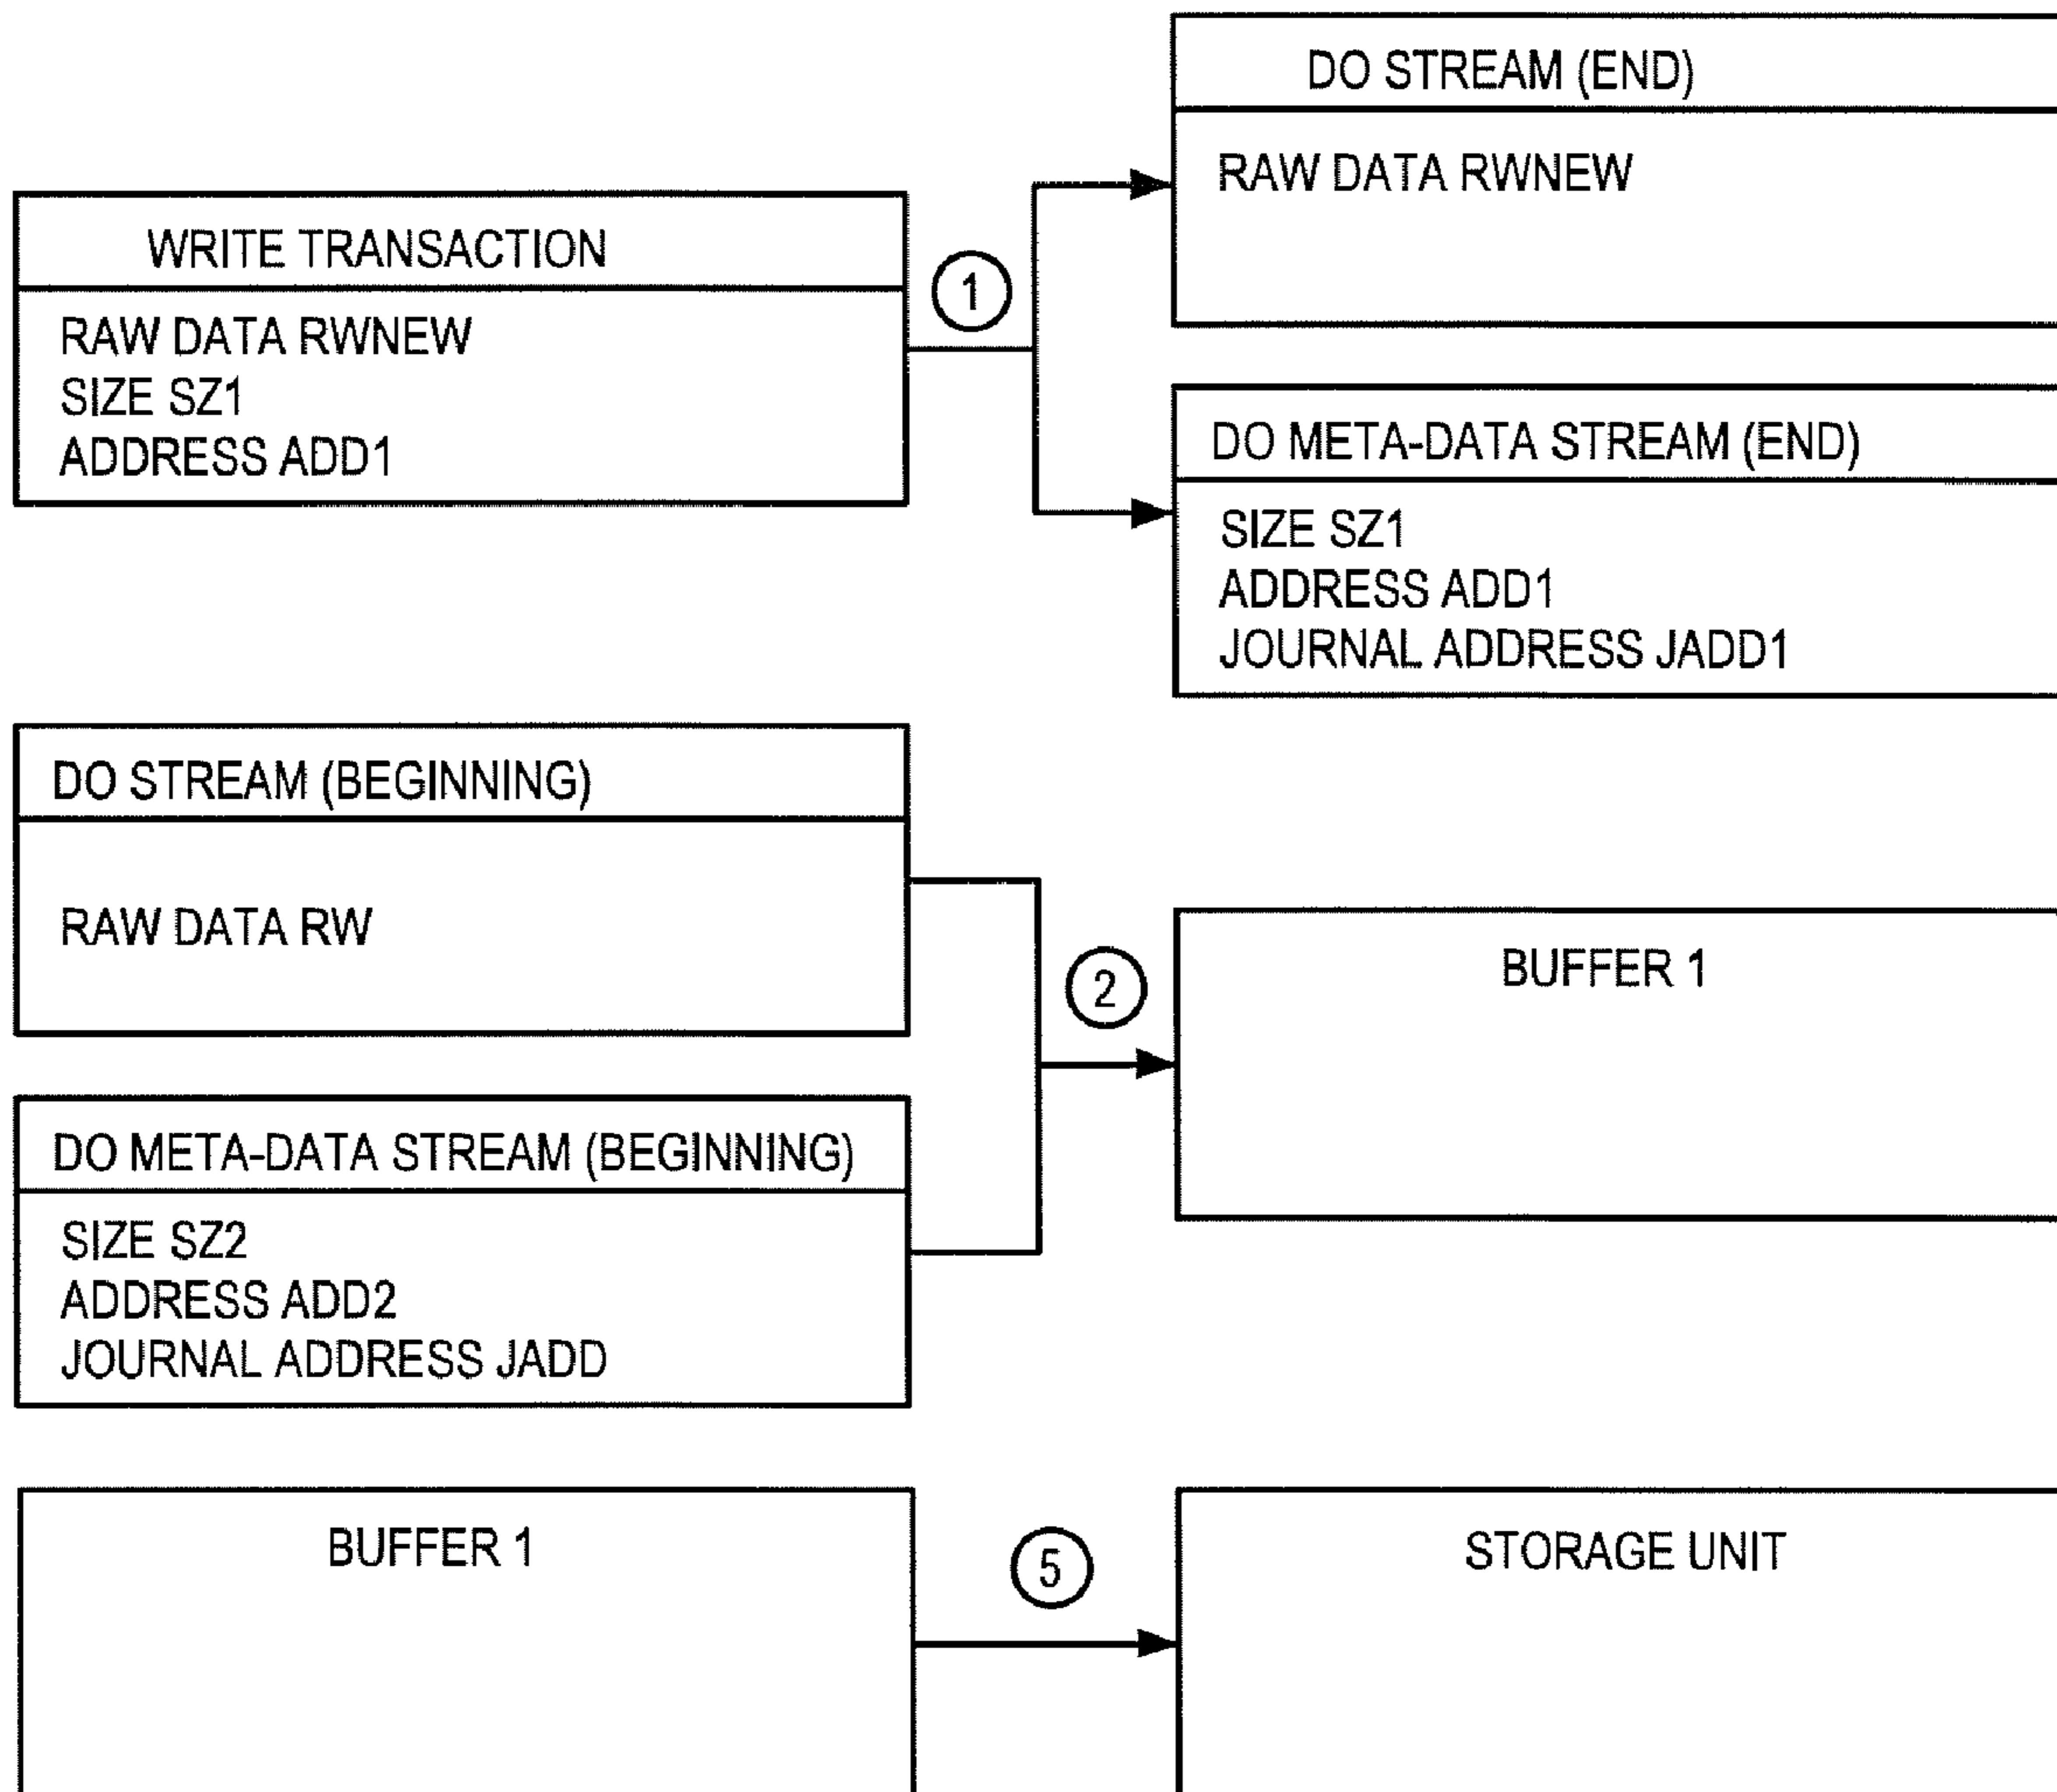 DO STREAM (END)
RAW DATA RWNEW
WRITE TRANSACTION
RAW DATA RWNEW
SIZE SZ1
ADDRESS ADD1
1
DO META-DATA STREAM (END)
SIZE SZ1
ADDRESS ADD1
JOURNAL ADDRESS JADD1
DO STREAM (BEGINNING)
RAW DATA RW
2
BUFFER 1
DO META-DATA STREAM (BEGINNING)
SIZE SZ2
ADDRESS ADD2
JOURNAL ADDRESS JADD
BUFFER 1
5
STORAGE UNIT